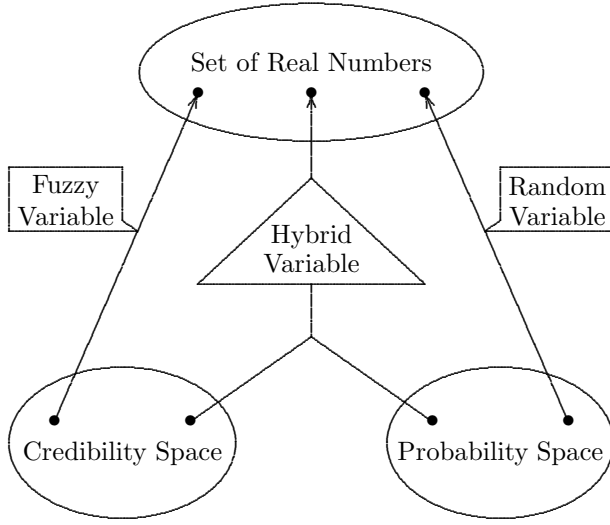 Set of Real Numbers
Fuzzy
Variable
Random
Variable
Hybrid
Variable
Credibility Space
Probability Space